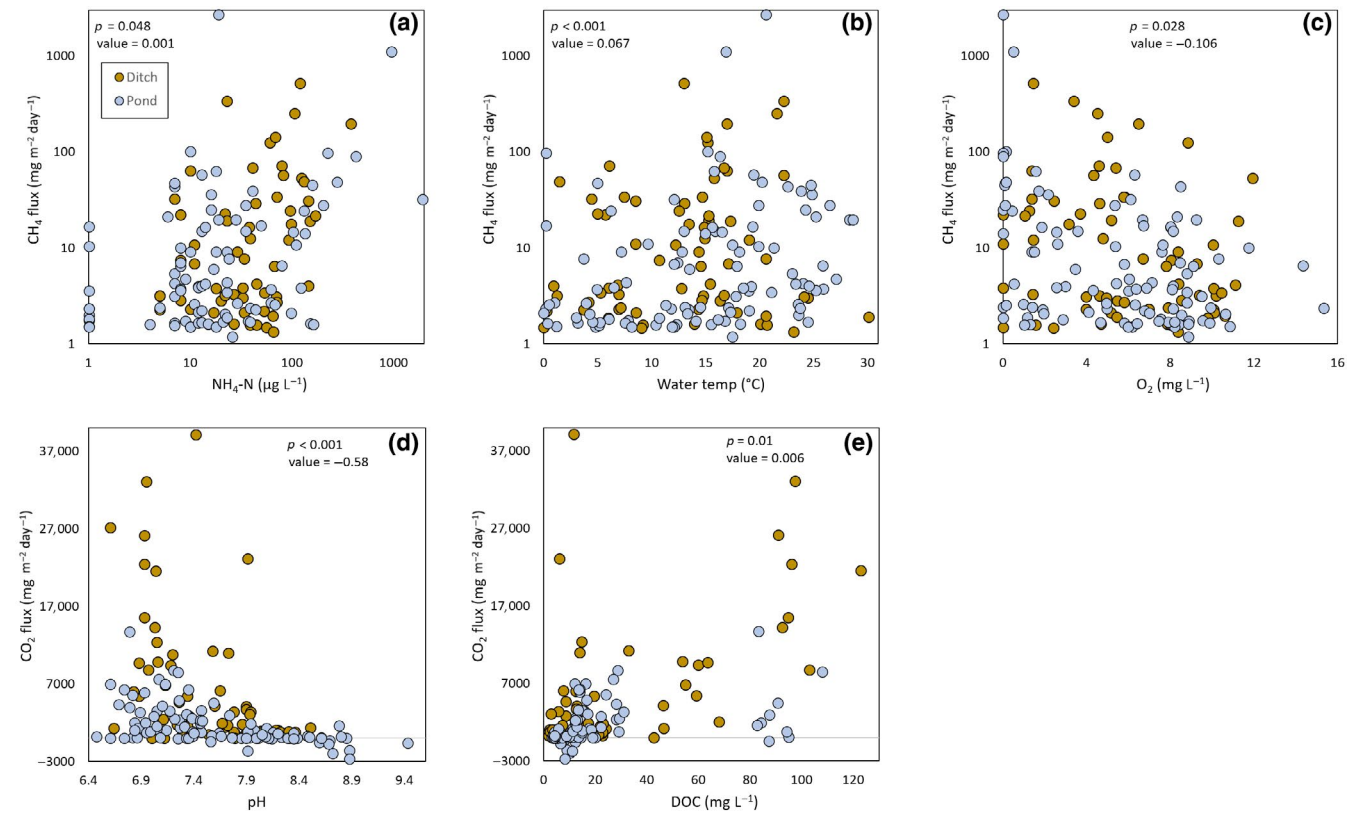 (a)
p = 0.048
value = 0.001
Ditch
Pond
CH₄ flux (mg m⁻² day⁻¹)
1000
100
10
1
1 10 100 1000
NH₄-N (µg L⁻¹)
(b)
p < 0.001
value = 0.067
CH₄ flux (mg m⁻² day⁻¹)
1000
100
10
1
0 5 10 15 20 25 30
Water temp (°C)
(c)
p = 0.028
value = −0.106
CH₄ flux (mg m⁻² day⁻¹)
1000
100
10
1
0 4 8 12 16
O₂ (mg L⁻¹)
(d)
p < 0.001
value = −0.58
CO₂ flux (mg m⁻² day⁻¹)
37,000
27,000
17,000
7000
−3000
6.4 6.9 7.4 7.9 8.4 8.9 9.4
pH
(e)
p = 0.01
value = 0.006
CO₂ flux (mg m⁻² day⁻¹)
37,000
27,000
17,000
7000
−3000
0 20 40 60 80 100 120
DOC (mg L⁻¹)